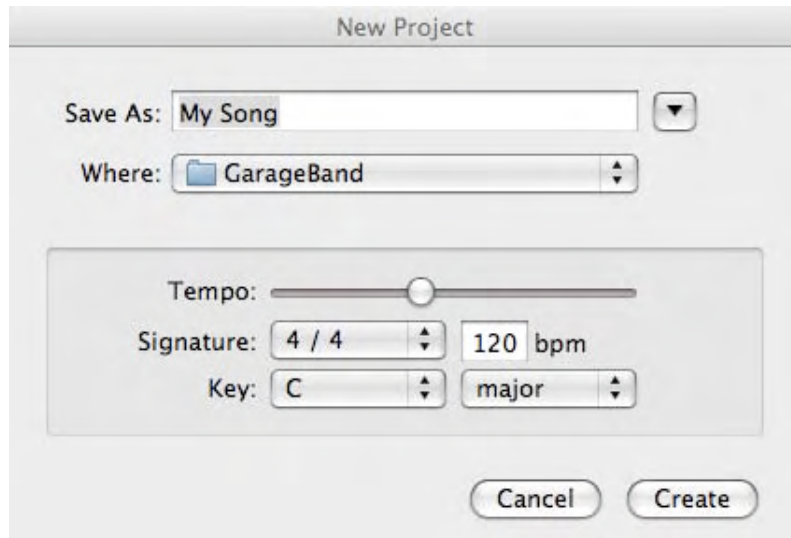 New Project
Save As: My Song
Where: GarageBand
Tempo:
Signature: 4 / 4 120 bpm
Key: C major
Cancel Create